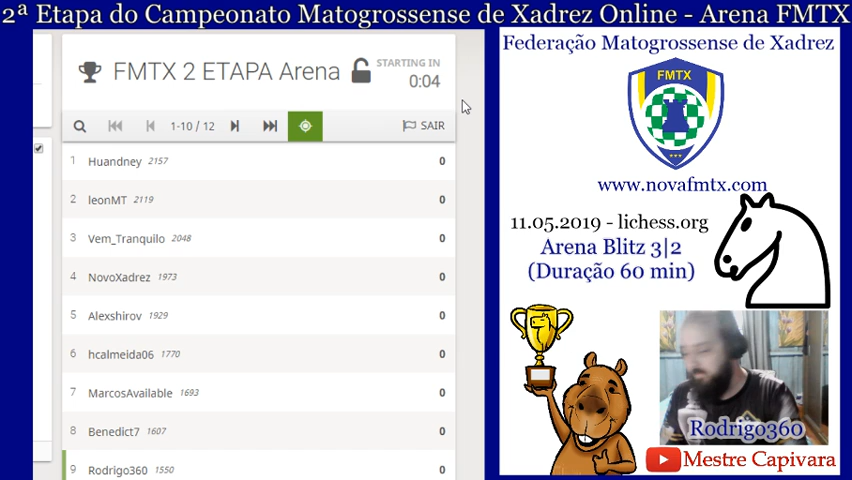 2ª Etapa do Campeonato Matogrossense de Xadrez Online - Arena FMTX
FMTX 2 ETAPA Arena
STARTING IN
0:04
1-10 / 12
SAIR
1 Huandney 2157 0
2 leonMT 2119 0
3 Vem_Tranquilo 2048 0
4 NovoXadrez 1973 0
5 Alexshirov 1929 0
6 hcalmeida06 1770 0
7 MarcosAvailable 1693 0
8 Benedict7 1607 0
9 Rodrigo360 1550 0
Federação Matogrossense de Xadrez
FMTX
www.novafmtx.com
11.05.2019 - lichess.org
Arena Blitz 3|2
(Duração 60 min)
Rodrigo360
Mestre Capivara